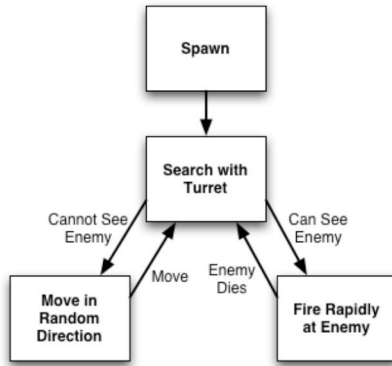 Spawn
Search with
Turret
Cannot See
Enemy
Can See
Enemy
Move
Enemy
Dies
Move in
Random
Direction
Fire Rapidly
at Enemy